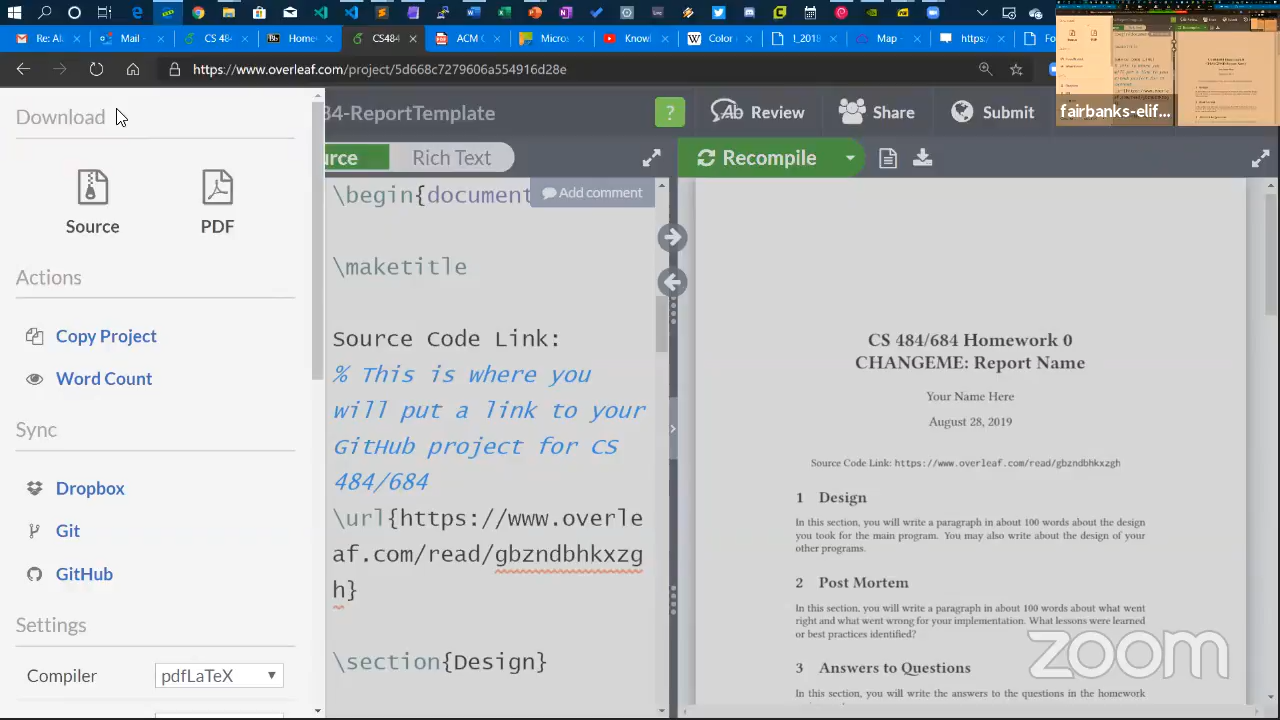 Re: Al
Mail
CS 48
Home
2018
Color
Know
Map
chats
Fo
https://www.overleaf.com/project/5d66c2a36d581d2a5f40128e
Download
84-ReportTemplate
?
Review
Share
Submit
fairbanks-elif...
urce
Rich Text
Recompile
Source
PDF
Actions
Copy Project
Word Count
Sync
Dropbox
Git
GitHub
Settings
Compiler
pdfLaTeX
\begin{document
Add comment
\maketitle
Source Code Link:
% This is where you
will put a link to your
GitHub project for CS
484/684
\url{https://www.overle
af.com/read/gbzndbhkxzg
h}
\section{Design}
CS 484/684 Homework 0
CHANGEME: Report Name
Your Name Here
August 28, 2019
Source Code Link: https://www.overleaf.com/read/gbzndbhkxzgh
1 Design
In this section, you will write a paragraph in about 100 words about the design
you took for the main program. You may also write about the design of your
other programs.
2 Post Mortem
In this section, you will write a paragraph in about 100 words about what went
right and what went wrong for your implementation. What lessons were learned
or best practices identified?
3 Answers to Questions
In this section, you will write the answers to the questions in the homework
zoom